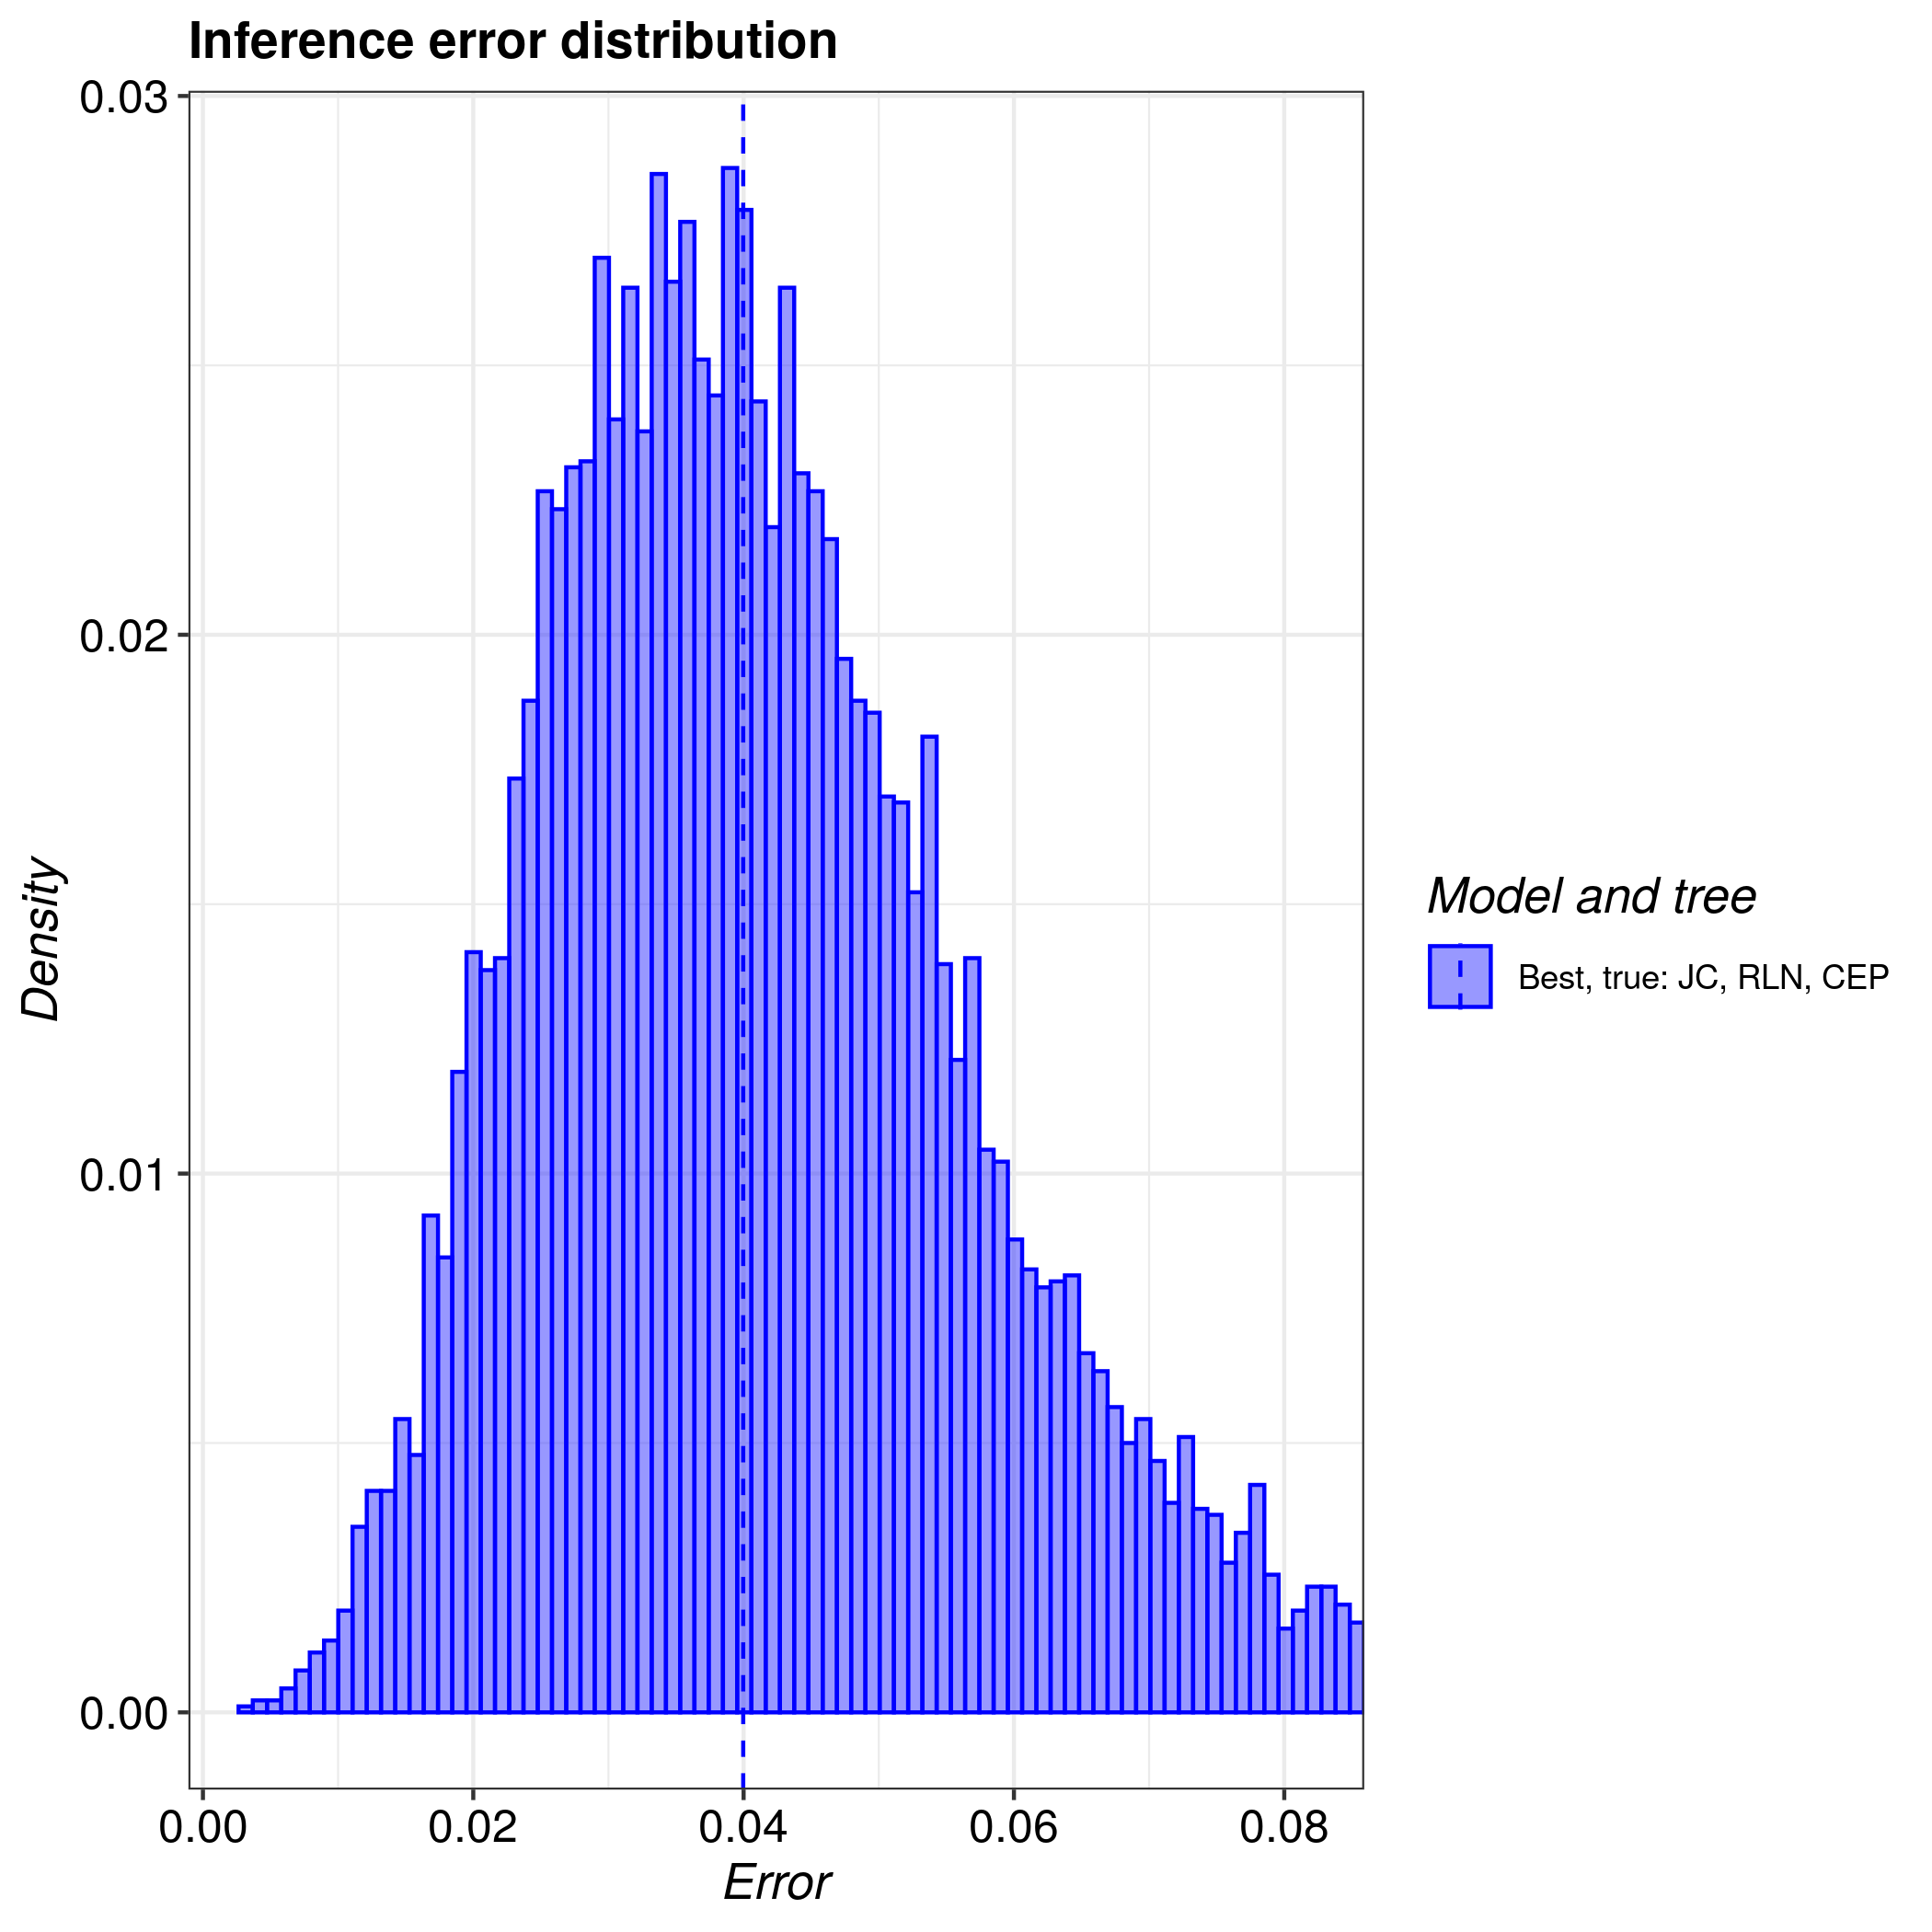 Inference error distribution
0.03
0.02
0.01
0.00
Density
0.00 0.02 0.04 0.06 0.08
Error
Model and tree
Best, true: JC, RLN, CEP